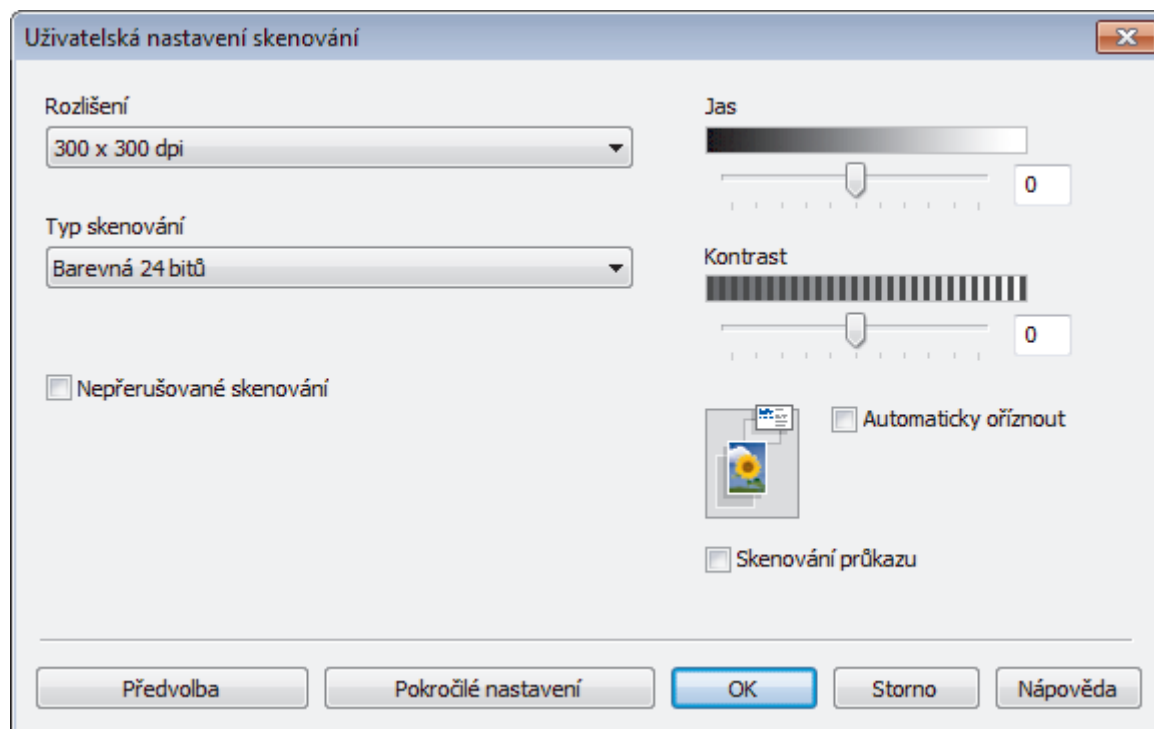 Uživatelská nastavení skenování
Rozlišení
300 x 300 dpi
Typ skenování
Barevná 24 bitů
Nepřerušované skenování
Jas
0
Kontrast
0
Automaticky oříznout
Skenování průkazu
Předvolba
Pokročilé nastavení
OK
Storno
Nápověda